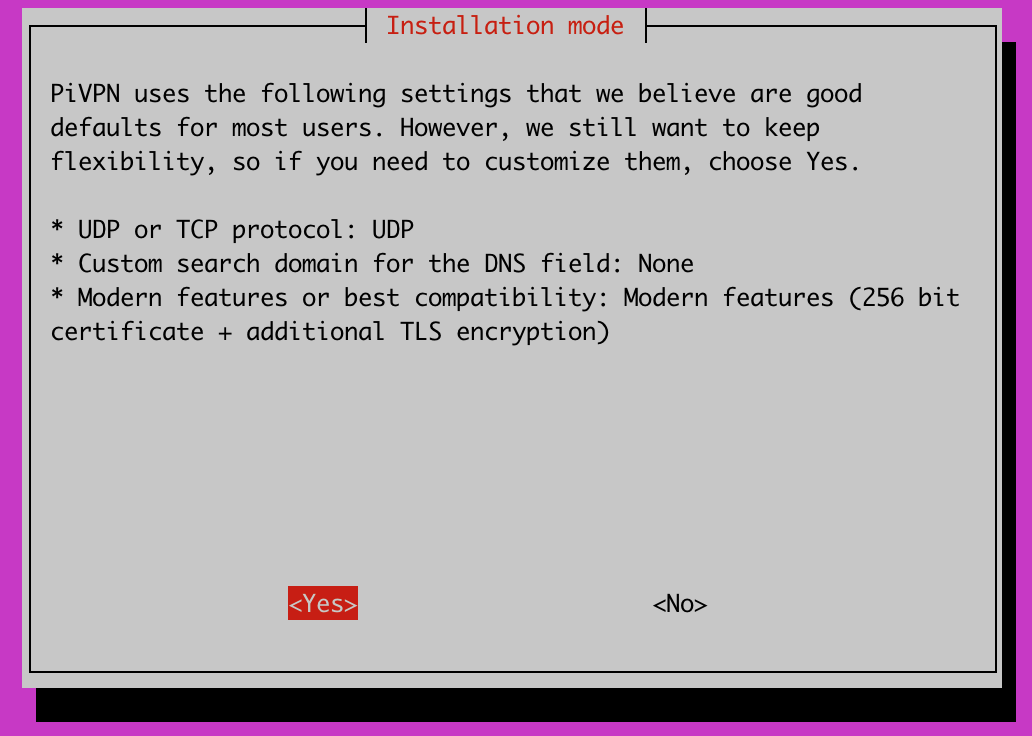 Installation mode
PiVPN uses the following settings that we believe are good
defaults for most users. However, we still want to keep
flexibility, so if you need to customize them, choose Yes.
* UDP or TCP protocol: UDP
* Custom search domain for the DNS field: None
* Modern features or best compatibility: Modern features (256 bit
certificate + additional TLS encryption)
<Yes> <No>